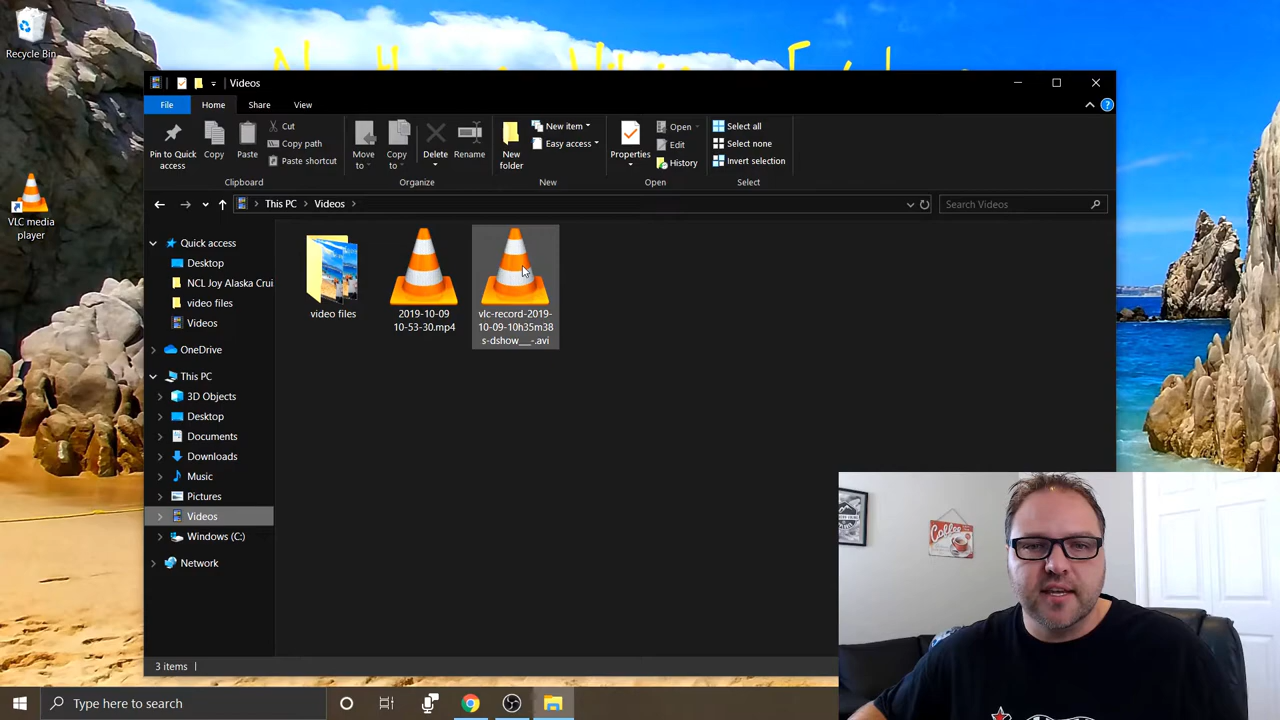 Recycle Bin
Videos
File
Home
Share
View
Pin to Quick
access
Copy
Paste
Cut
Copy path
Paste shortcut
Clipboard
Move
to
Copy
to
Delete
Rename
Organize
New
folder
New item
Easy access
New
Properties
Open
Edit
History
Open
Select all
Select none
Invert selection
Select
This PC
Videos
Search Videos
VLC media
player
Quick access
Desktop
NCL Joy Alaska Crui
video files
Videos
OneDrive
This PC
3D Objects
Desktop
Documents
Downloads
Music
Pictures
Videos
Windows (C:)
Network
video files
2019-10-09
10-53-30.mp4
vlc-record-2019-
10-09-10h35m38
s-dshow___-.avi
Coffee
3 items
Type here to search